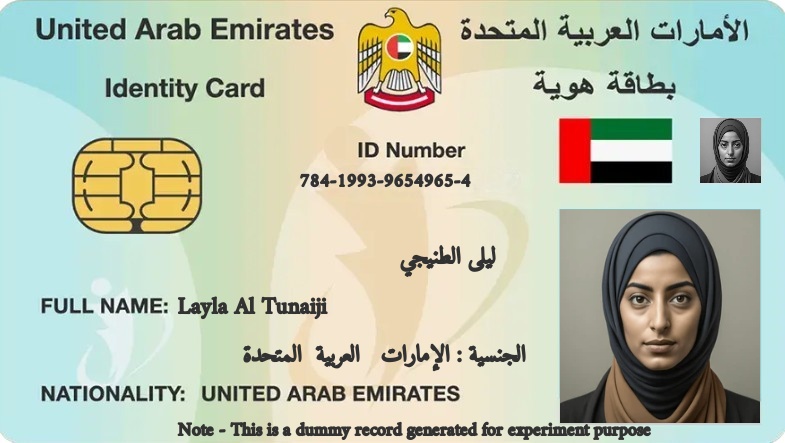 United Arab Emirates
الأمارات العربية المتحدة
Identity Card
بطاقة هوية
ID Number
784-1993-9654965-4
ليلى الطنيجي
FULL NAME: Layla Al Tunaiji
الجنسية : الإمارات العربية المتحدة
NATIONALITY: UNITED ARAB EMIRATES
Note - This is a dummy record generated for experiment purpose